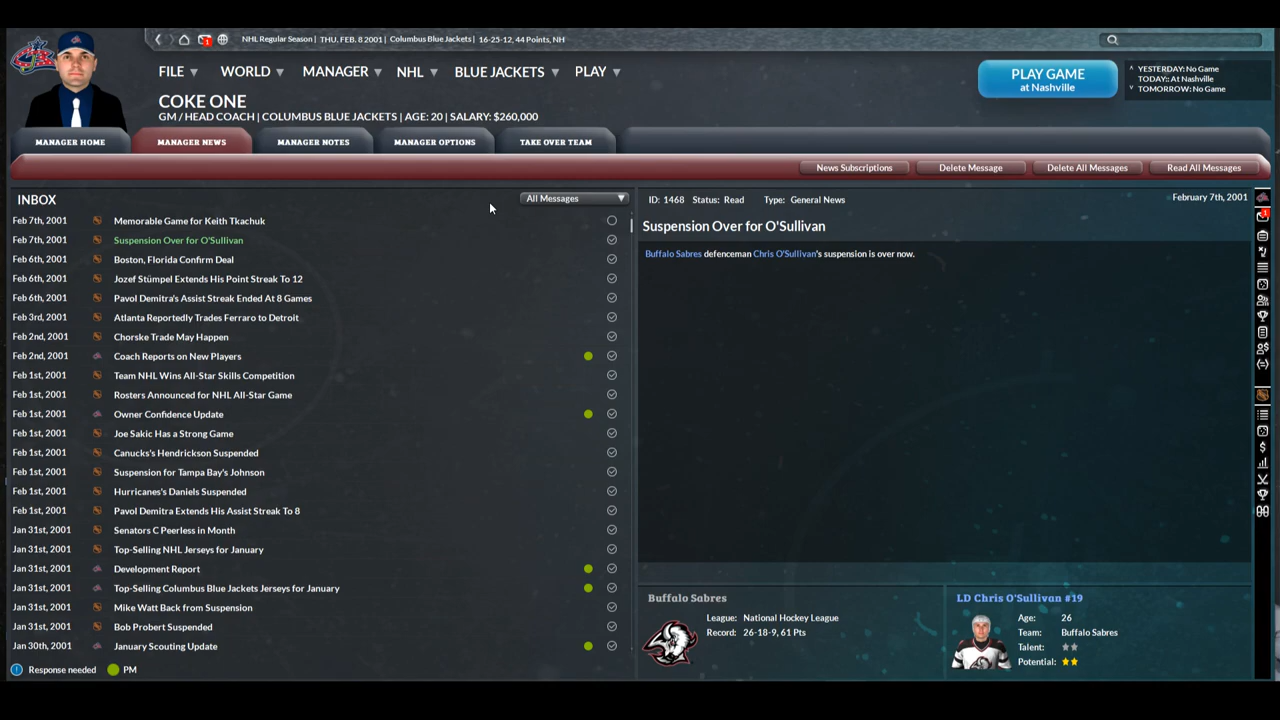 NHL Regular Season | THU. FEB. 8 2001 | Columbus Blue Jackets | 16-25-12, 44 Points, NH
1
FILE ▼ WORLD ▼ MANAGER ▼ NHL ▼ BLUE JACKETS ▼ PLAY ▼
PLAY GAME
at Nashville
YESTERDAY: No Game
TODAY:: At Nashville
TOMORROW: No Game
COKE ONE
GM / HEAD COACH | COLUMBUS BLUE JACKETS | AGE: 20 | SALARY: $260,000
MANAGER HOME MANAGER NEWS MANAGER NOTES MANAGER OPTIONS TAKE OVER TEAM
News Subscriptions Delete Message Delete All Messages Read All Messages
INBOX All Messages ▼
Feb 7th, 2001 Memorable Game for Keith Tkachuk
Feb 7th, 2001 Suspension Over for O'Sullivan
Feb 6th, 2001 Boston, Florida Confirm Deal
Feb 6th, 2001 Jozef Stümpel Extends His Point Streak To 12
Feb 6th, 2001 Pavol Demitra's Assist Streak Ended At 8 Games
Feb 3rd, 2001 Atlanta Reportedly Trades Ferraro to Detroit
Feb 2nd, 2001 Chorske Trade May Happen
Feb 2nd, 2001 Coach Reports on New Players
Feb 1st, 2001 Team NHL Wins All-Star Skills Competition
Feb 1st, 2001 Rosters Announced for NHL All-Star Game
Feb 1st, 2001 Owner Confidence Update
Feb 1st, 2001 Joe Sakic Has a Strong Game
Feb 1st, 2001 Canucks's Hendrickson Suspended
Feb 1st, 2001 Suspension for Tampa Bay's Johnson
Feb 1st, 2001 Hurricanes's Daniels Suspended
Feb 1st, 2001 Pavol Demitra Extends His Assist Streak To 8
Jan 31st, 2001 Senators C Peerless in Month
Jan 31st, 2001 Top-Selling NHL Jerseys for January
Jan 31st, 2001 Development Report
Jan 31st, 2001 Top-Selling Columbus Blue Jackets Jerseys for January
Jan 31st, 2001 Mike Watt Back from Suspension
Jan 31st, 2001 Bob Probert Suspended
Jan 30th, 2001 January Scouting Update
! Response needed PM
ID: 1468 Status: Read Type: General News February 7th, 2001
Suspension Over for O'Sullivan
Buffalo Sabres defenceman Chris O'Sullivan's suspension is over now.
Buffalo Sabres
League: National Hockey League
Record: 26-18-9, 61 Pts
LD Chris O'Sullivan #19
Age: 26
Team: Buffalo Sabres
Talent:
Potential:
1
$